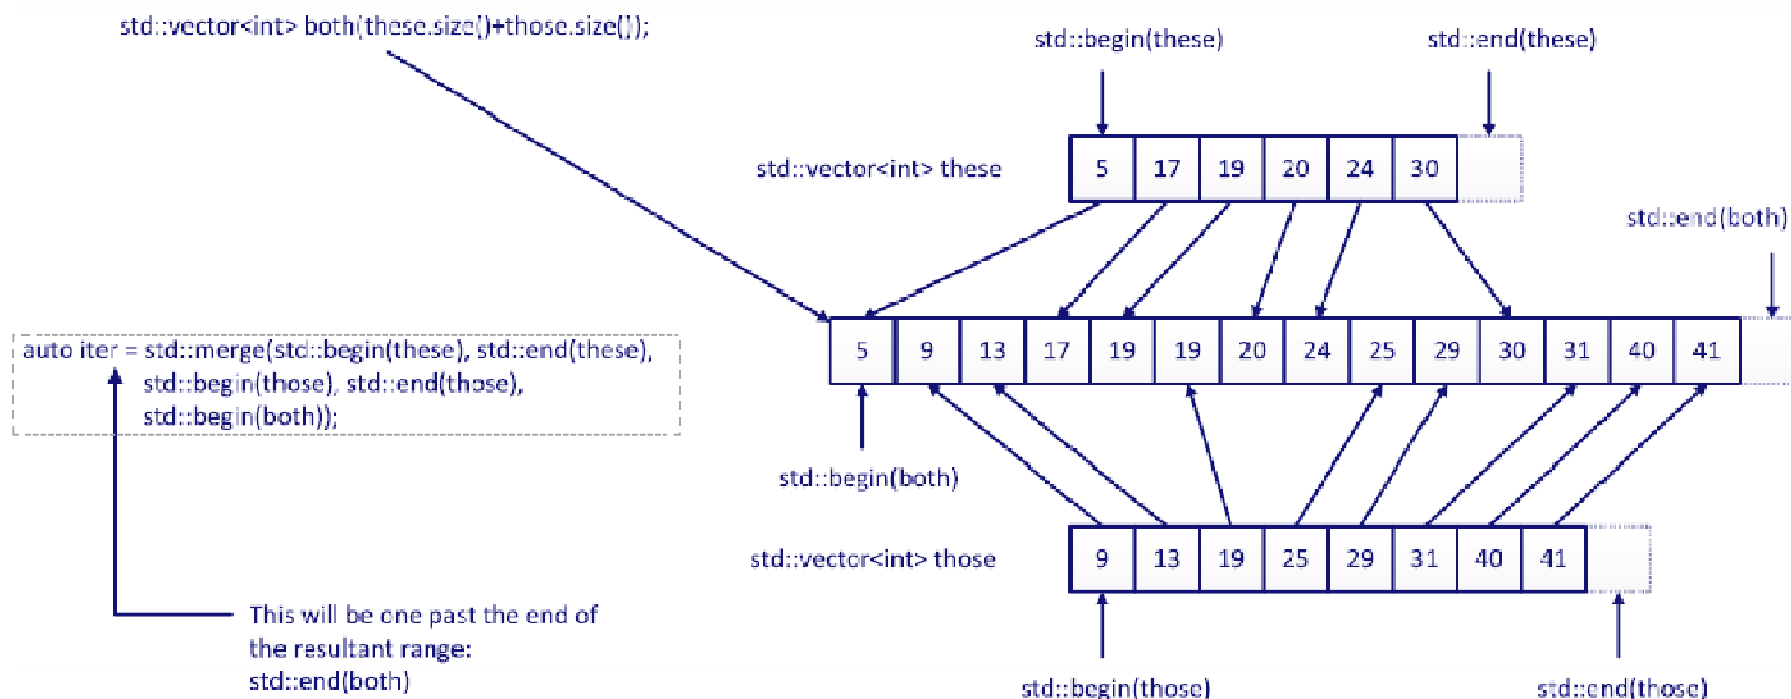 std::vector<int> both(these.size()+those.size());
std::begin(these)
std::end(these)
std::vector<int> these
5 17 19 20 24 30
std::end(both)
5 9 13 17 19 19 20 24 25 29 30 31 40 41
auto iter = std::merge(std::begin(these), std::end(these),
std::begin(those), std::end(those),
std::begin(both));
std::begin(both)
std::vector<int> those
9 13 19 25 29 31 40 41
This will be one past the end of
the resultant range:
std::end(both)
std::begin(those)
std::end(those)